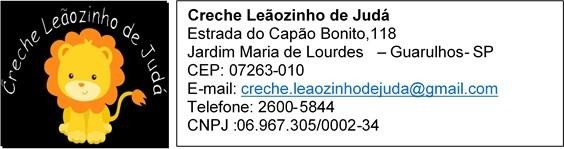 Creche Leãozinho de Judá
Creche Leãozinho de Judá
Estrada do Capão Bonito,118
Jardim Maria de Lourdes – Guarulhos- SP
CEP: 07263-010
E-mail: creche.leaozinhodejuda@gmail.com
Telefone: 2600-5844
CNPJ :06.967.305/0002-34